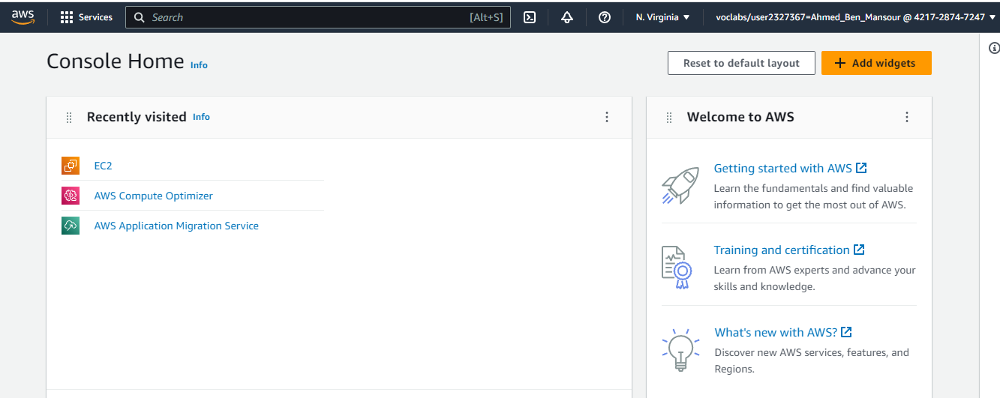 aws Services Search [Alt+S] N. Virginia voclabs/user2327367=Ahmed_Ben_Mansour @ 4217-2874-7247
Console Home Info
Reset to default layout
Add widgets
Recently visited Info
EC2
AWS Compute Optimizer
AWS Application Migration Service
Welcome to AWS
Getting started with AWS
Learn the fundamentals and find valuable
information to get the most out of AWS.
Training and certification
Learn from AWS experts and advance your
skills and knowledge.
What's new with AWS?
Discover new AWS services, features, and
Regions.